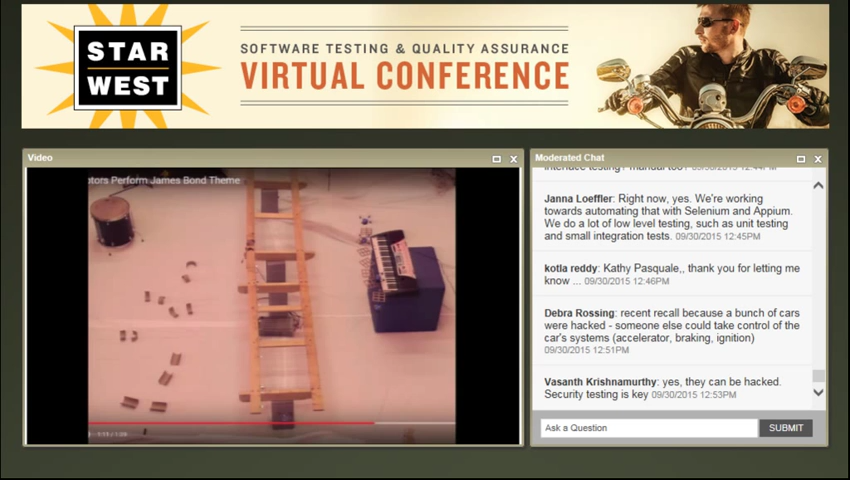 STAR
WEST
SOFTWARE TESTING & QUALITY ASSURANCE
VIRTUAL CONFERENCE
Video
otors Perform James Bond Theme
Moderated Chat
09/30/2015 12:44PM
Janna Loeffler: Right now, yes. We're working
towards automating that with Selenium and Appium.
We do a lot of low level testing, such as unit testing
and small integration tests. 09/30/2015 12:45PM
kotla reddy: Kathy Pasquale,, thank you for letting me
know ... 09/30/2015 12:46PM
Debra Rossing: recent recall because a bunch of cars
were hacked - someone else could take control of the
car's systems (accelerator, braking, ignition)
09/30/2015 12:51PM
Vasanth Krishnamurthy: yes, they can be hacked.
Security testing is key 09/30/2015 12:53PM
Ask a Question
SUBMIT